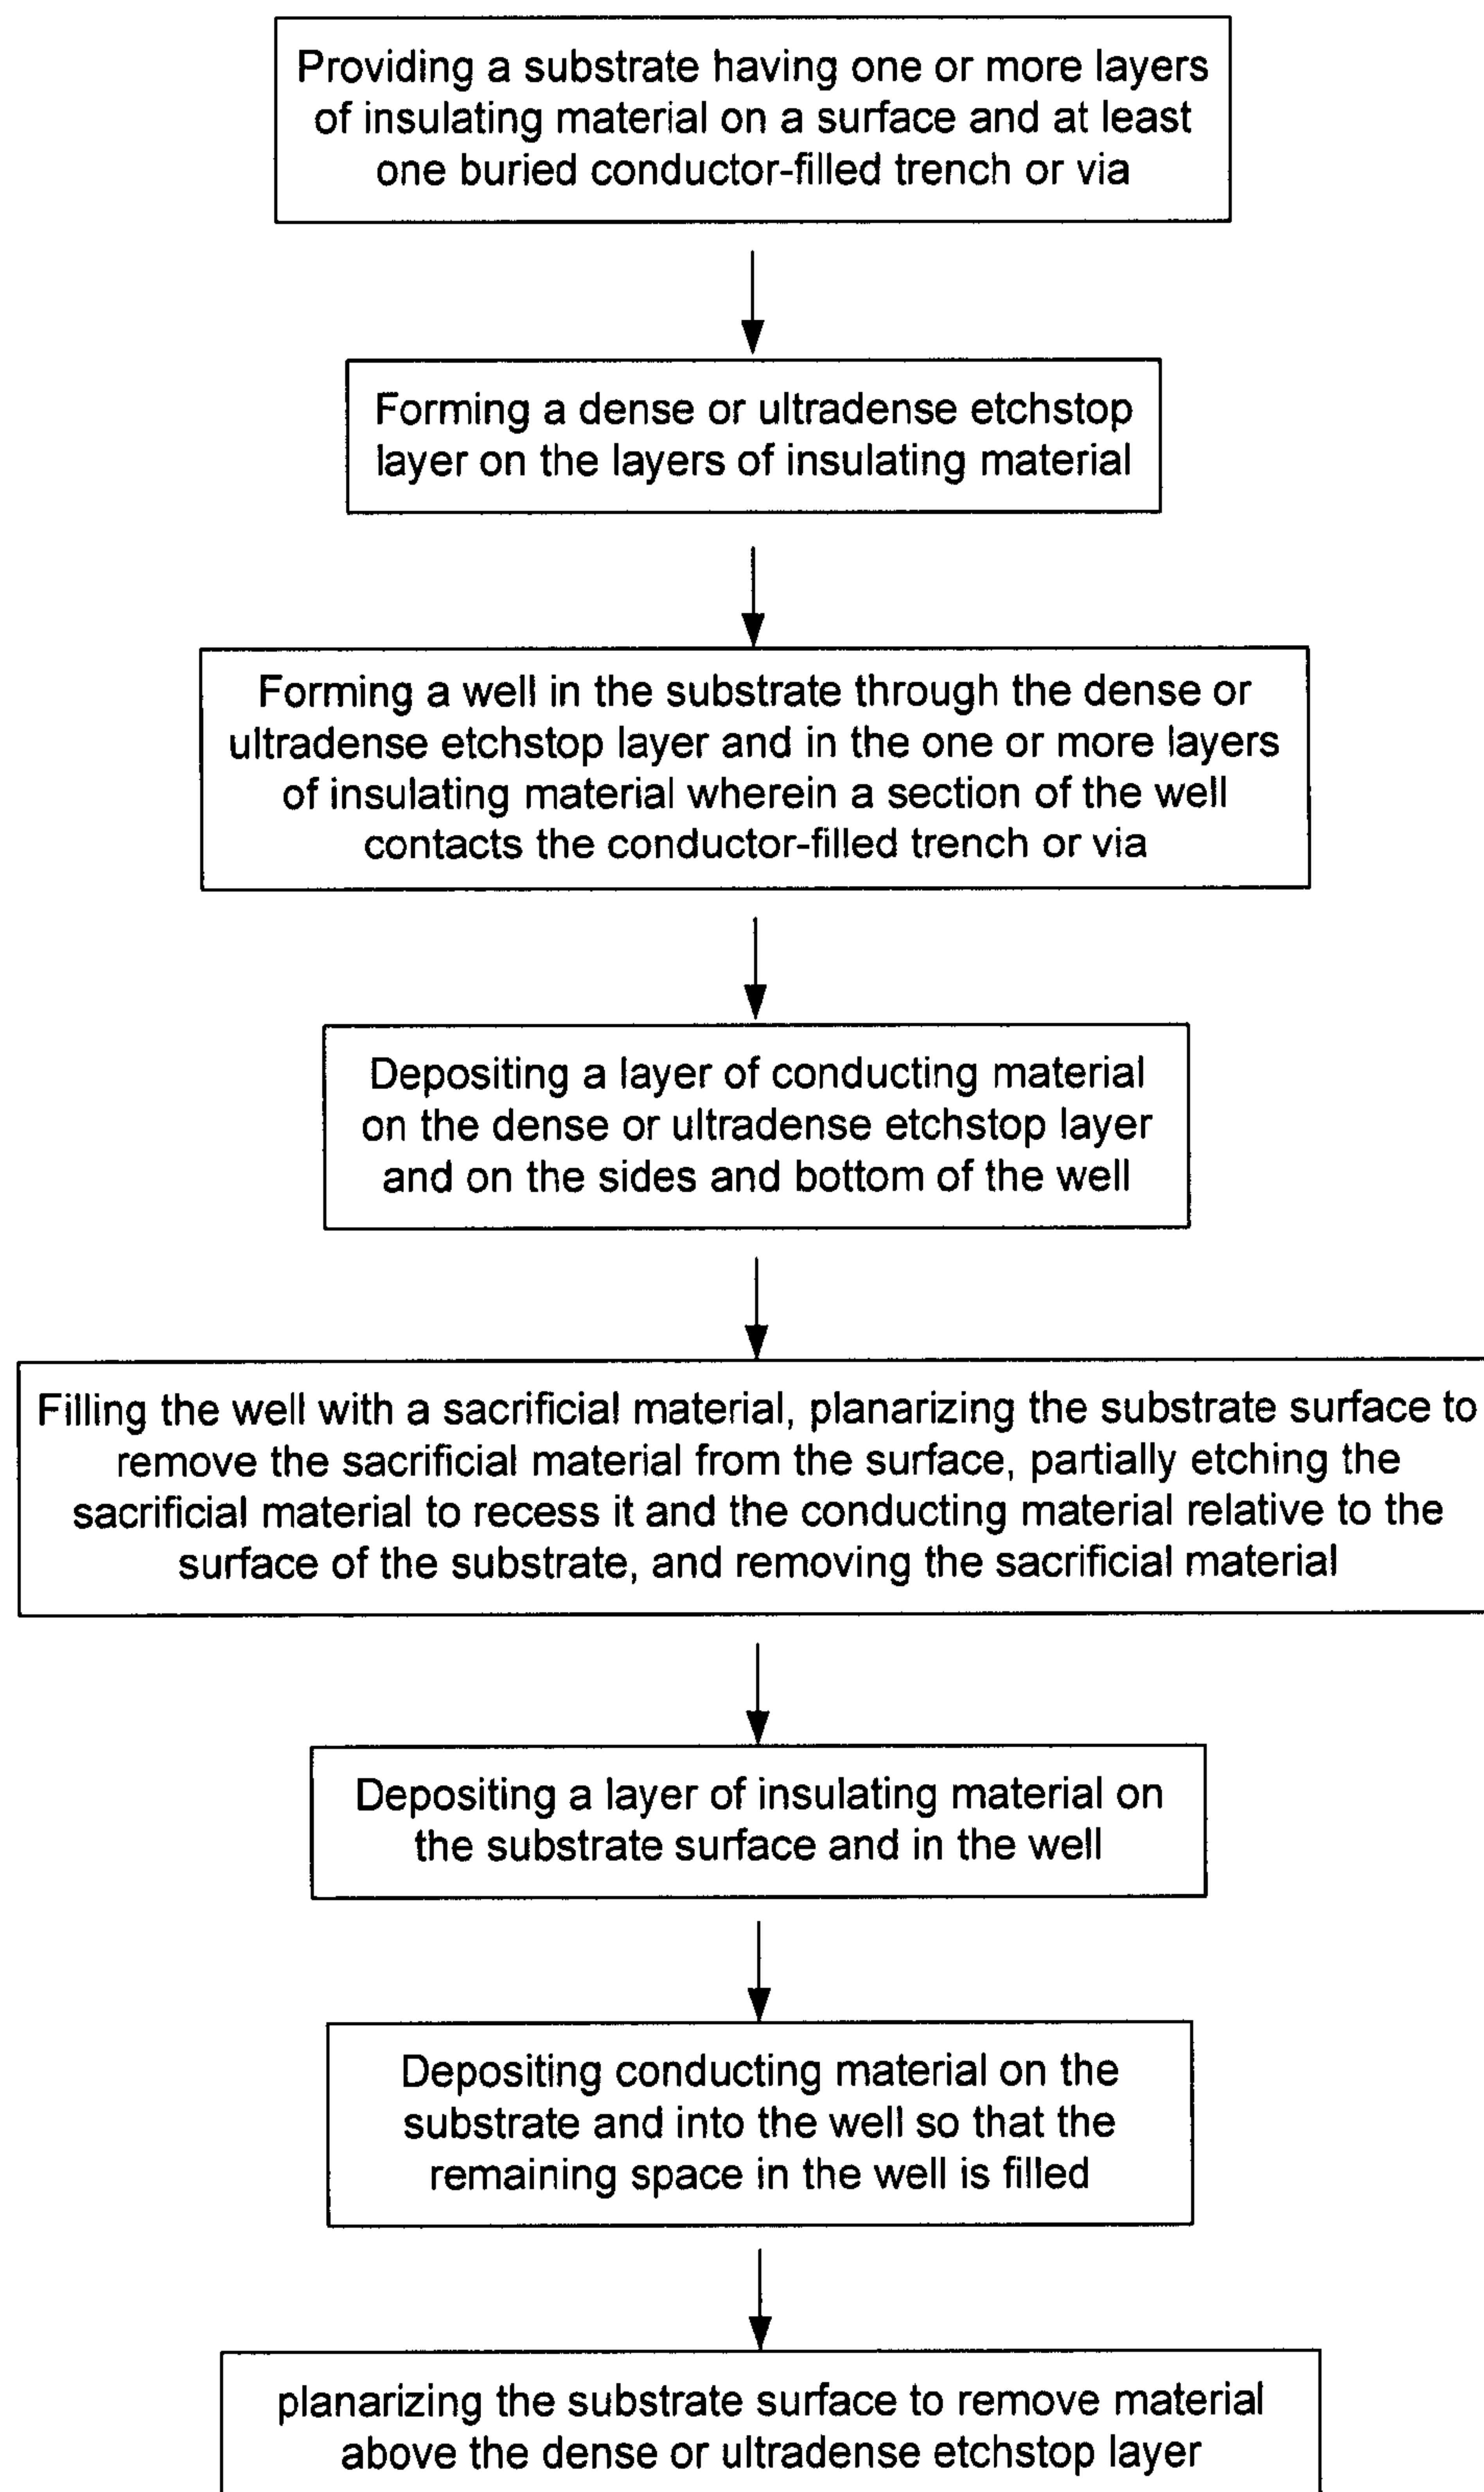 Providing a substrate having one or more layers
of insulating material on a surface and at least
one buried conductor-filled trench or via
Forming a dense or ultradense etchstop
layer on the layers of insulating material
Forming a well in the substrate through the dense or
ultradense etchstop layer and in the one or more layers
of insulating material wherein a section of the well
contacts the conductor-filled trench or via
Depositing a layer of conducting material
on the dense or ultradense etchstop layer
and on the sides and bottom of the well
Filling the well with a sacrificial material, planarizing the substrate surface to
remove the sacrificial material from the surface, partially etching the
sacrificial material to recess it and the conducting material relative to the
surface of the substrate, and removing the sacrificial material
Depositing a layer of insulating material on
the substrate surface and in the well
Depositing conducting material on the
substrate and into the well so that the
remaining space in the well is filled
planarizing the substrate surface to remove material
above the dense or ultradense etchstop layer